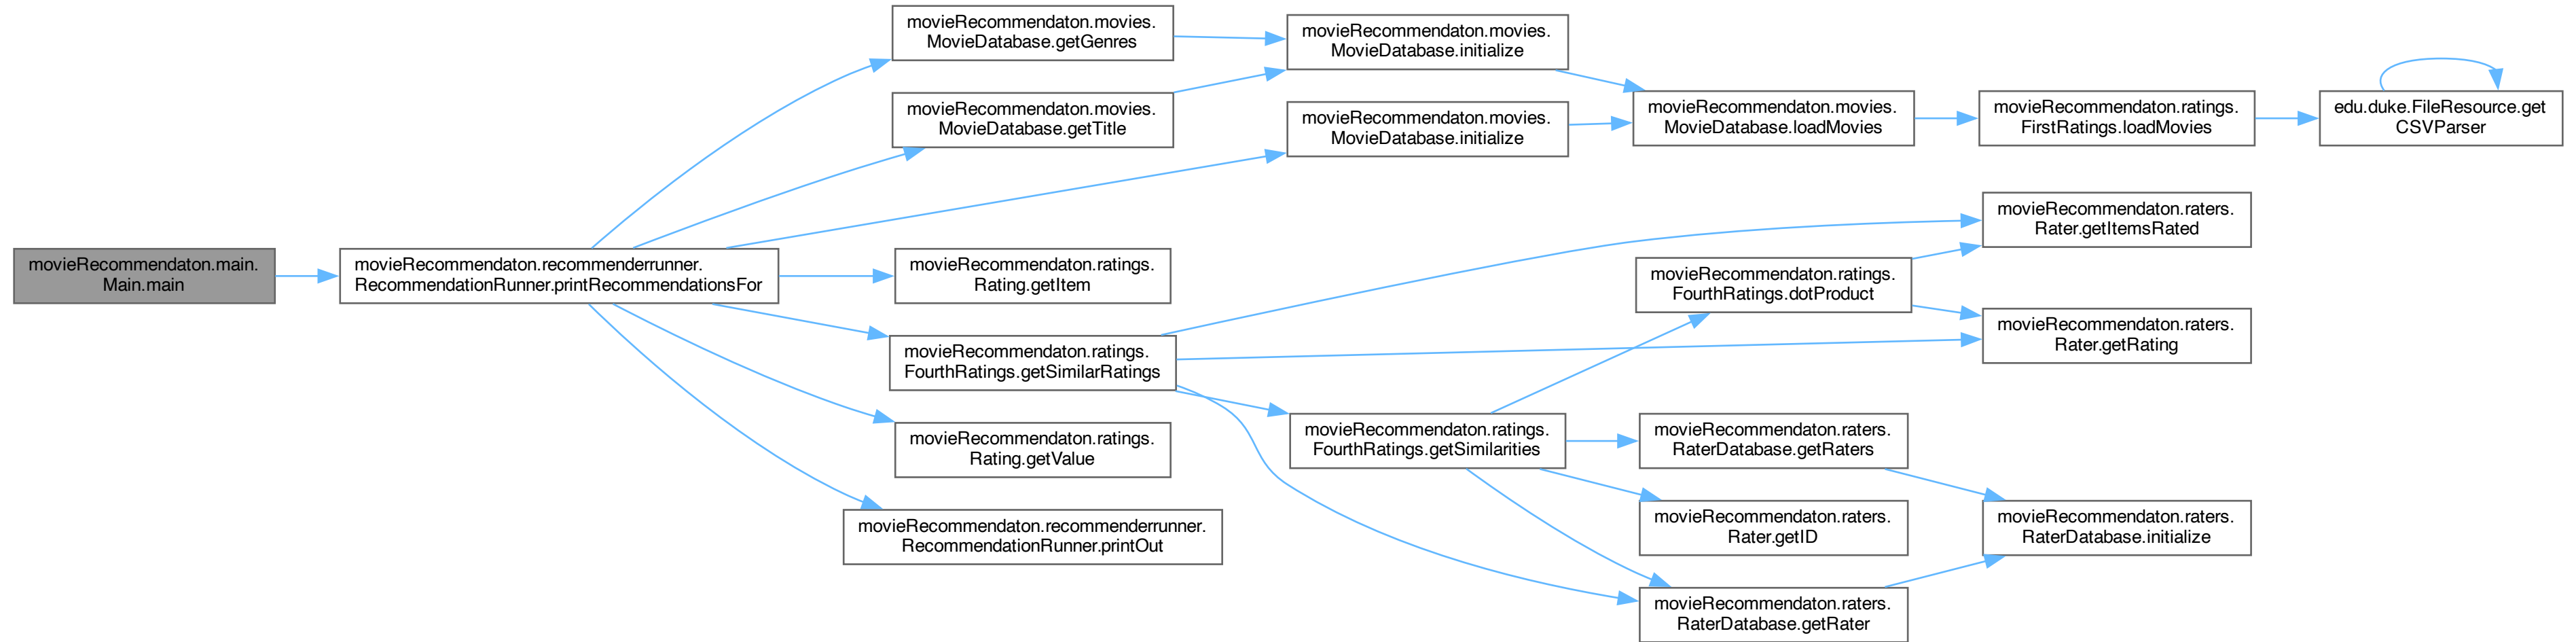 movieRecommendaton.main.
Main.main
movieRecommendaton.recommenderrunner.
RecommendationRunner.printRecommendationsFor
movieRecommendaton.movies.
MovieDatabase.getGenres
movieRecommendaton.movies.
MovieDatabase.getTitle
movieRecommendaton.ratings.
Rating.getItem
movieRecommendaton.ratings.
FourthRatings.getSimilarRatings
movieRecommendaton.ratings.
Rating.getValue
movieRecommendaton.recommenderrunner.
RecommendationRunner.printOut
movieRecommendaton.movies.
MovieDatabase.initialize
movieRecommendaton.movies.
MovieDatabase.initialize
movieRecommendaton.ratings.
FourthRatings.getSimilarities
movieRecommendaton.movies.
MovieDatabase.loadMovies
movieRecommendaton.ratings.
FourthRatings.dotProduct
movieRecommendaton.raters.
RaterDatabase.getRaters
movieRecommendaton.raters.
Rater.getID
movieRecommendaton.raters.
RaterDatabase.getRater
movieRecommendaton.ratings.
FirstRatings.loadMovies
movieRecommendaton.raters.
Rater.getItemsRated
movieRecommendaton.raters.
Rater.getRating
movieRecommendaton.raters.
RaterDatabase.initialize
edu.duke.FileResource.get
CSVParser